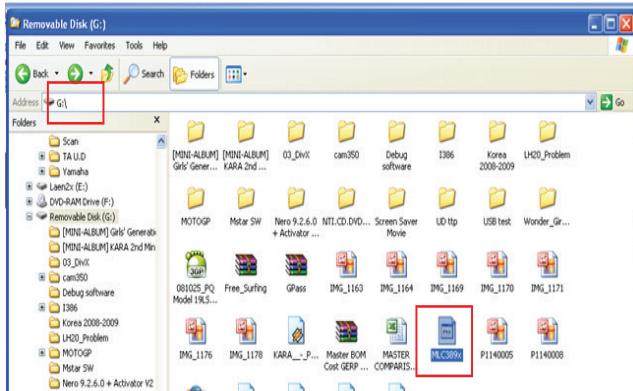 Removable Disk (G:)
File Edit View Favorites Tools Help
Back Search Folders
Address G:\ Go
Folders x
Scan
TA U.D
Yamaha
Laen2x (E:)
DVD-RAM Drive (F:)
Removable Disk (G:)
[MINI-ALBUM] Girls' Generati
[MINI-ALBUM] KARA 2nd Min
03_DivX
cam350
Debug software
I386
Korea 2008-2009
LH20_Problem
MOTOGP
Mstar SW
Nero 9.2.6.0 + Activator V2
[MINI-ALBUM] [MINI-ALBUM] 03_DivX cam350 Debug I386 Korea LH20_Problem
Girls' Gener... KARA 2nd ... software 2008-2009
MOTOGP Mstar SW Nero 9.2.6.0 NTI.CD.DVD... Screen Saver UD ttp USB test Wonder_Gir...
+ Activator ... Movie
3GP
081025_PQ Free_Surfing GPass IMG_1163 IMG_1164 IMG_1169 IMG_1170 IMG_1171
Model 19LS...
IMG_1176 IMG_1178 KARA__-_P... Master BOM MASTER MLC389x P1140005 P1140008
Cost GERP ... COMPARIS...